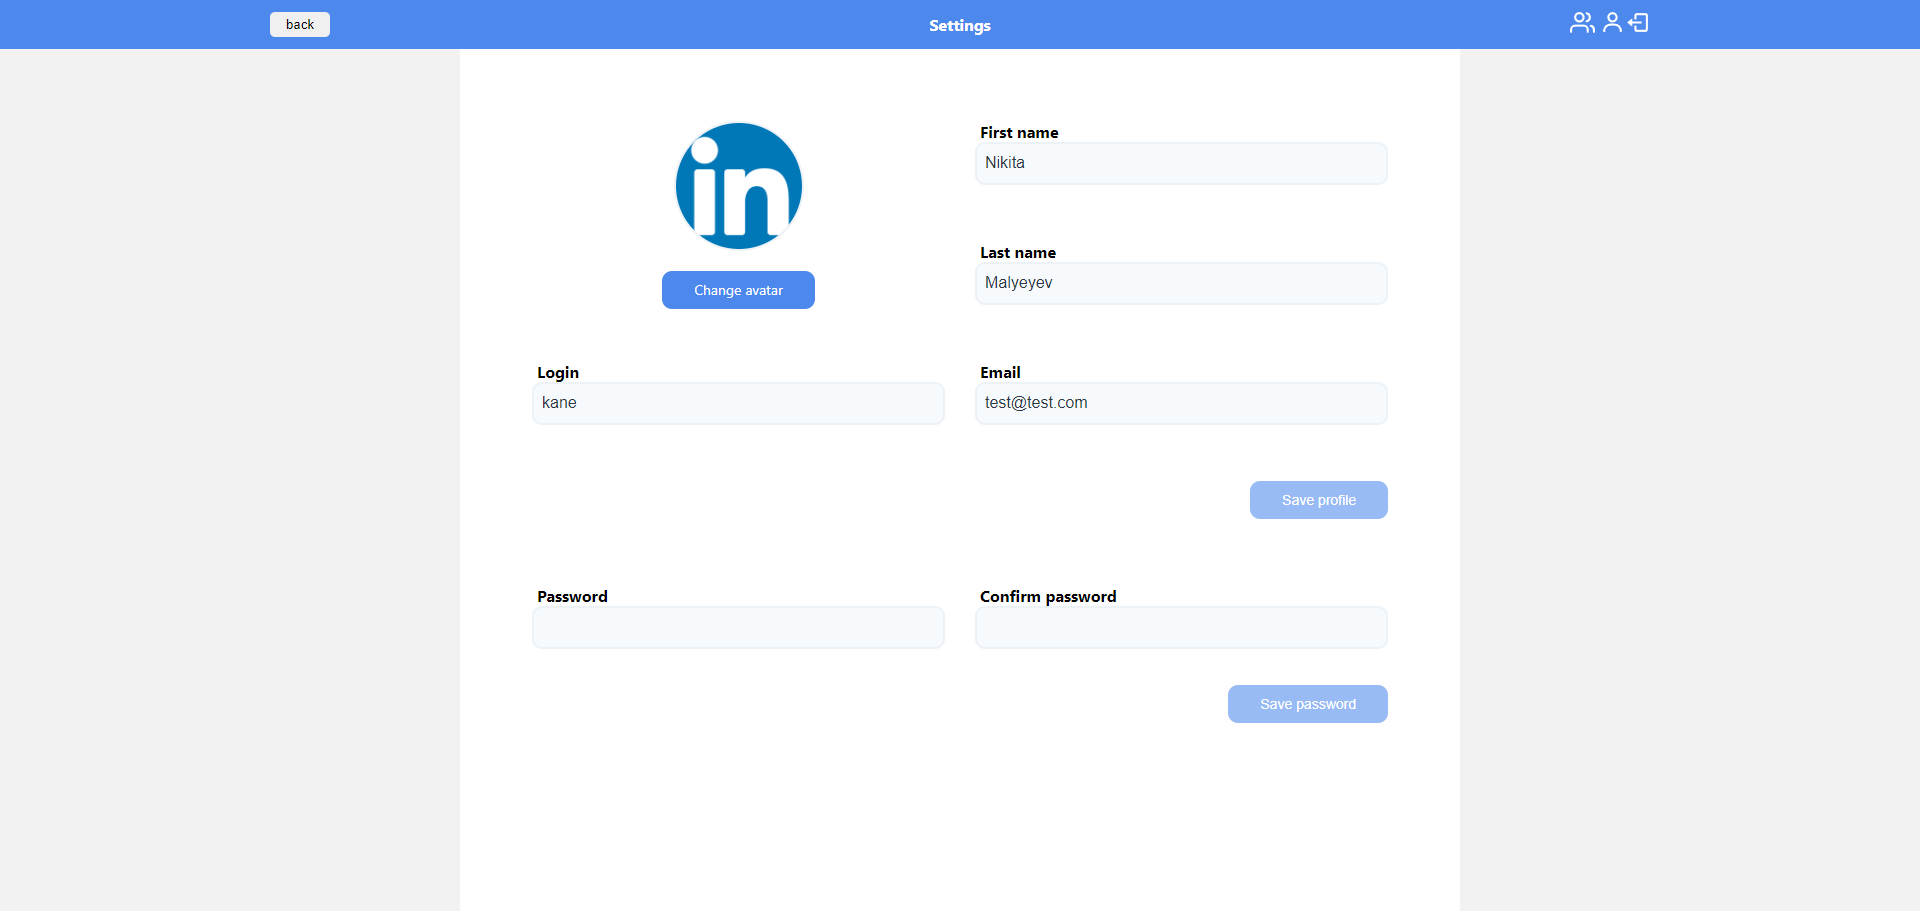 back
Settings
in
Change avatar
First name
Nikita
Last name
Malyeyev
Login
kane
Email
test@test.com
Save profile
Password
Confirm password
Save password